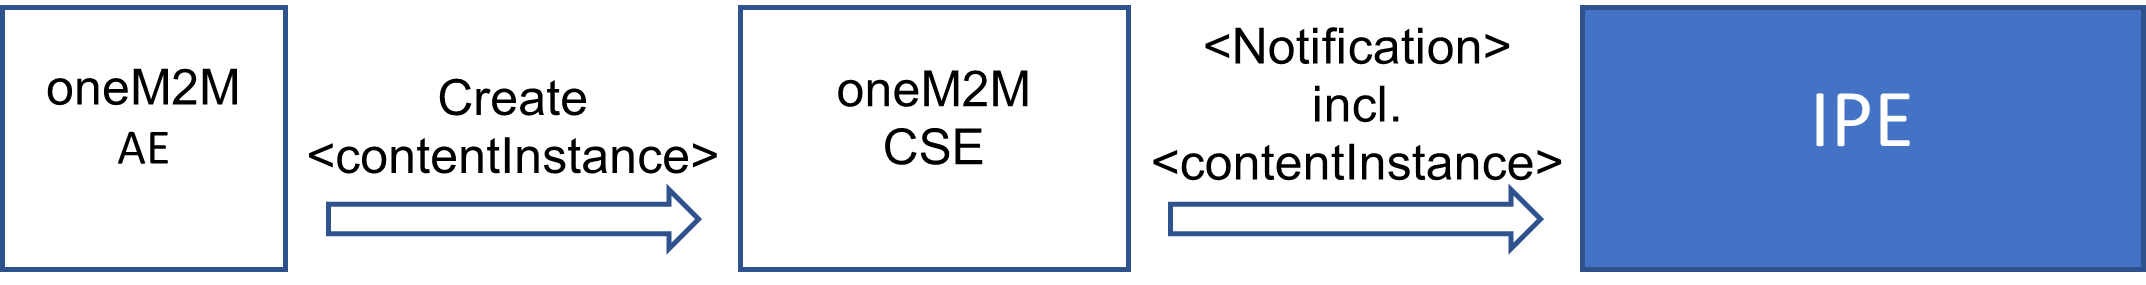 oneM2M
AE
Create
<contentInstance>
oneM2M
CSE
<Notification>
incl.
<contentInstance>
IPE